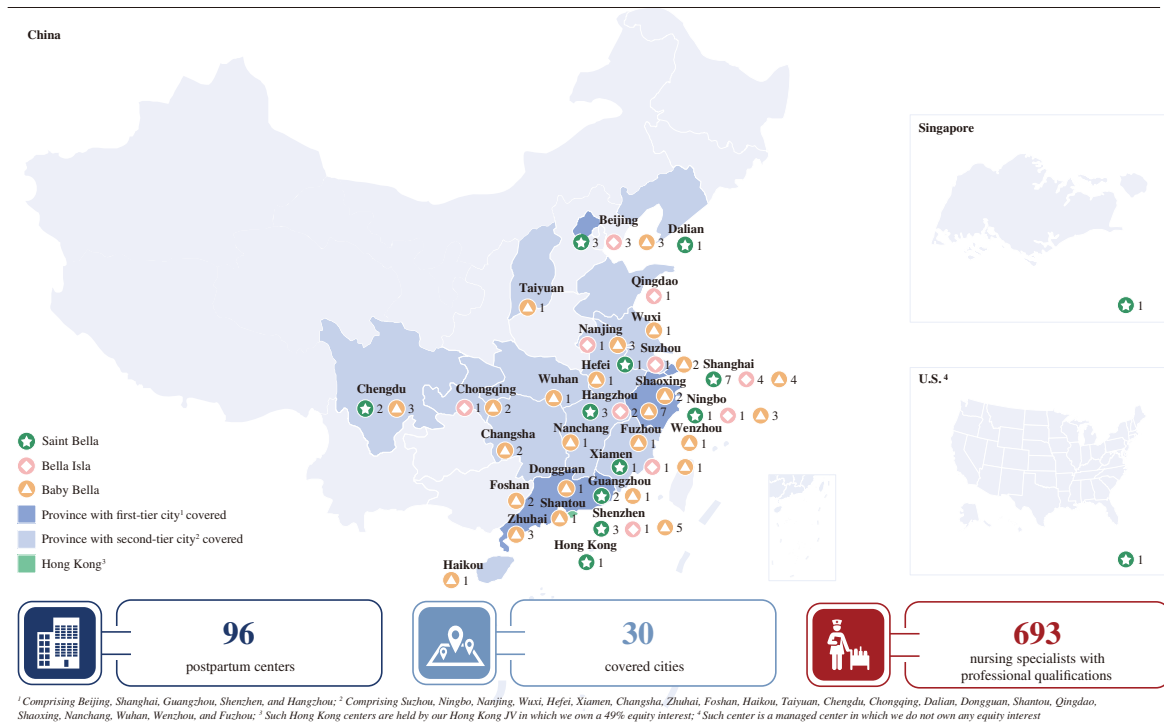 China
Singapore
1
U.S. 4
1
Beijing
3 3 3
Dalian
1
Qingdao
1
Taiyuan
1
Wuxi
1
Nanjing
1 3
Suzhou
1 1 2
Hefei
1
Shanghai
7 4 4
Shaoxing
2
Chengdu
2 3
Chongqing
1 2
Wuhan
1
Hangzhou
3 2 7
Ningbo
1 1 3
Changsha
2
Nanchang
1
Fuzhou
1
Wenzhou
1
Xiamen
1 1 1
Dongguan
1
Guangzhou
2 1
Foshan
2
Shantou
1
Shenzhen
3 1 5
Zhuhai
3
Hong Kong
1
Haikou
1
Saint Bella
Bella Isla
Baby Bella
Province with first-tier city1 covered
Province with second-tier city2 covered
Hong Kong3
96
postpartum centers
30
covered cities
693
nursing specialists with
professional qualifications
1 Comprising Beijing, Shanghai, Guangzhou, Shenzhen, and Hangzhou; 2 Comprising Suzhou, Ningbo, Nanjing, Wuxi, Hefei, Xiamen, Changsha, Zhuhai, Foshan, Haikou, Taiyuan, Chengdu, Chongqing, Dalian, Dongguan, Shantou, Qingdao,
Shaoxing, Nanchang, Wuhan, Wenzhou, and Fuzhou; 3 Such Hong Kong centers are held by our Hong Kong JV in which we own a 49% equity interest; 4 Such center is a managed center in which we do not own any equity interest